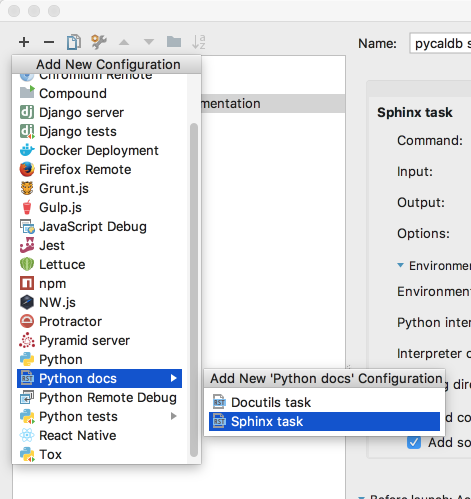 Name: pycaldb s
Add New Configuration
Chromium Remote
Compound
mentation
Django server
Django tests
Docker Deployment
Firefox Remote
Grunt.js
Gulp.js
JavaScript Debug
Jest
Lettuce
npm
NW.js
Protractor
Pyramid server
Python
Python docs
Python Remote Debug
Python tests
React Native
Tox
Add New 'Python docs' Configuration
Docutils task
Sphinx task
Sphinx task
Command:
Input:
Output:
Options:
Environmen
Environment
Python inter
Interpreter o
g dire
d co
Add so
Before launch: Ac